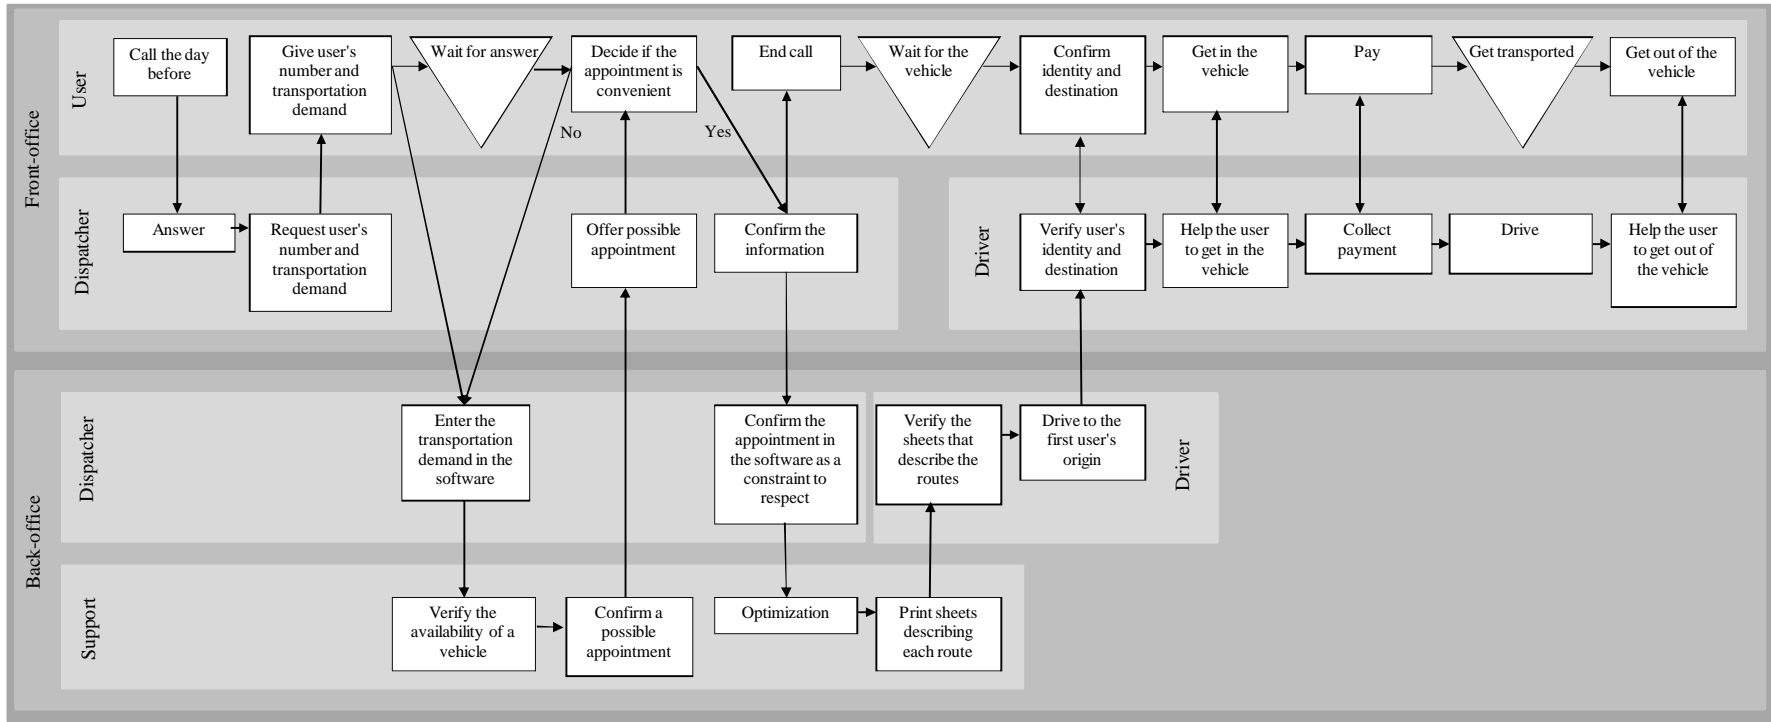 Front-office
User
Call the day
before
Give user's
number and
transportation
demand
Wait for answer
Decide if the
appointment is
convenient
End call
Wait for the
vehicle
Confirm
identity and
destination
Get in the
vehicle
Pay
Get transported
Get out of the
vehicle
No
Yes
Dispatcher
Answer
Request user's
number and
transportation
demand
Offer possible
appointment
Confirm the
information
Driver
Verify user's
identity and
destination
Help the user
to get in the
vehicle
Collect
payment
Drive
Help the user
to get out of
the vehicle
Back-office
Dispatcher
Enter the
transportation
demand in the
software
Confirm the
appointment in
the software as a
constraint to
respect
Verify the
sheets that
describe the
routes
Drive to the
first user's
origin
Driver
Support
Verify the
availability of a
vehicle
Confirm a
possible
appointment
Optimization
Print sheets
describing
each route